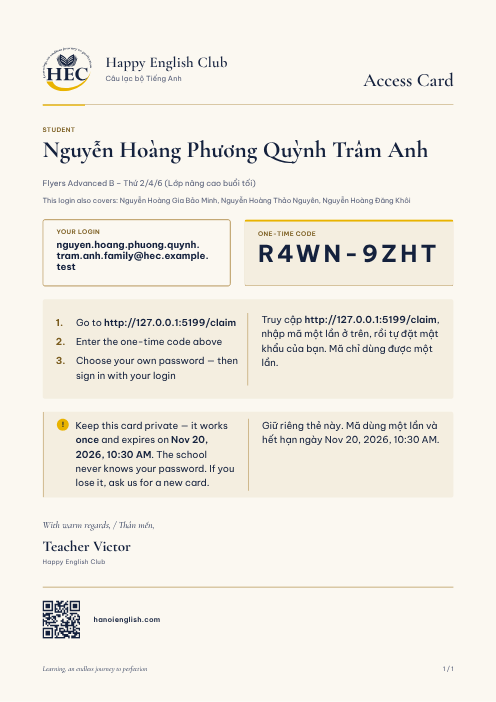 Learning, an endless journey to perfection
HEC
Happy English Club
Câu lạc bộ Tiếng Anh
Access Card
STUDENT
Nguyễn Hoàng Phương Quỳnh Trâm Anh
Flyers Advanced B – Thứ 2/4/6 (Lớp nâng cao buổi tối)
This login also covers: Nguyễn Hoàng Gia Bảo Minh, Nguyễn Hoàng Thảo Nguyên, Nguyễn Hoàng Đăng Khôi
YOUR LOGIN
nguyen.hoang.phuong.quynh.
tram.anh.family@hec.example.
test
ONE-TIME CODE
R4WN-9ZHT
1. Go to http://127.0.0.1:5199/claim
2. Enter the one-time code above
3. Choose your own password — then
sign in with your login
Truy cập http://127.0.0.1:5199/claim,
nhập mã một lần ở trên, rồi tự đặt mật
khẩu của bạn. Mã chỉ dùng được một
lần.
! Keep this card private — it works
once and expires on Nov 20,
2026, 10:30 AM. The school
never knows your password. If you
lose it, ask us for a new card.
Giữ riêng thẻ này. Mã dùng một lần và
hết hạn ngày Nov 20, 2026, 10:30 AM.
With warm regards, / Thân mến,
Teacher Victor
Happy English Club
hanoienglish.com
Learning, an endless journey to perfection
1 / 1